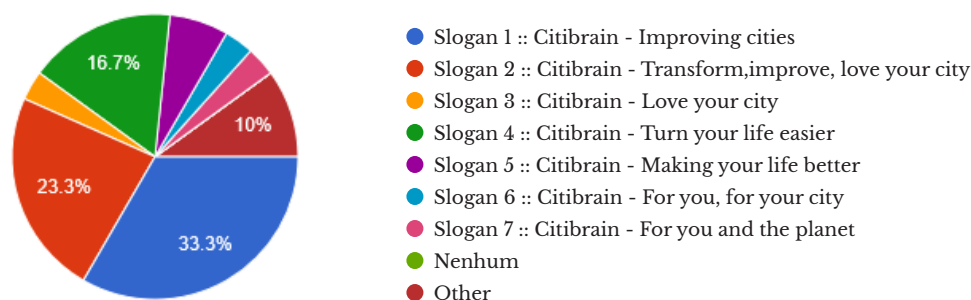 16.7%
10%
23.3%
33.3%
Slogan 1 :: Citibrain - Improving cities
Slogan 2 :: Citibrain - Transform,improve, love your city
Slogan 3 :: Citibrain - Love your city
Slogan 4 :: Citibrain - Turn your life easier
Slogan 5 :: Citibrain - Making your life better
Slogan 6 :: Citibrain - For you, for your city
Slogan 7 :: Citibrain - For you and the planet
Nenhum
Other